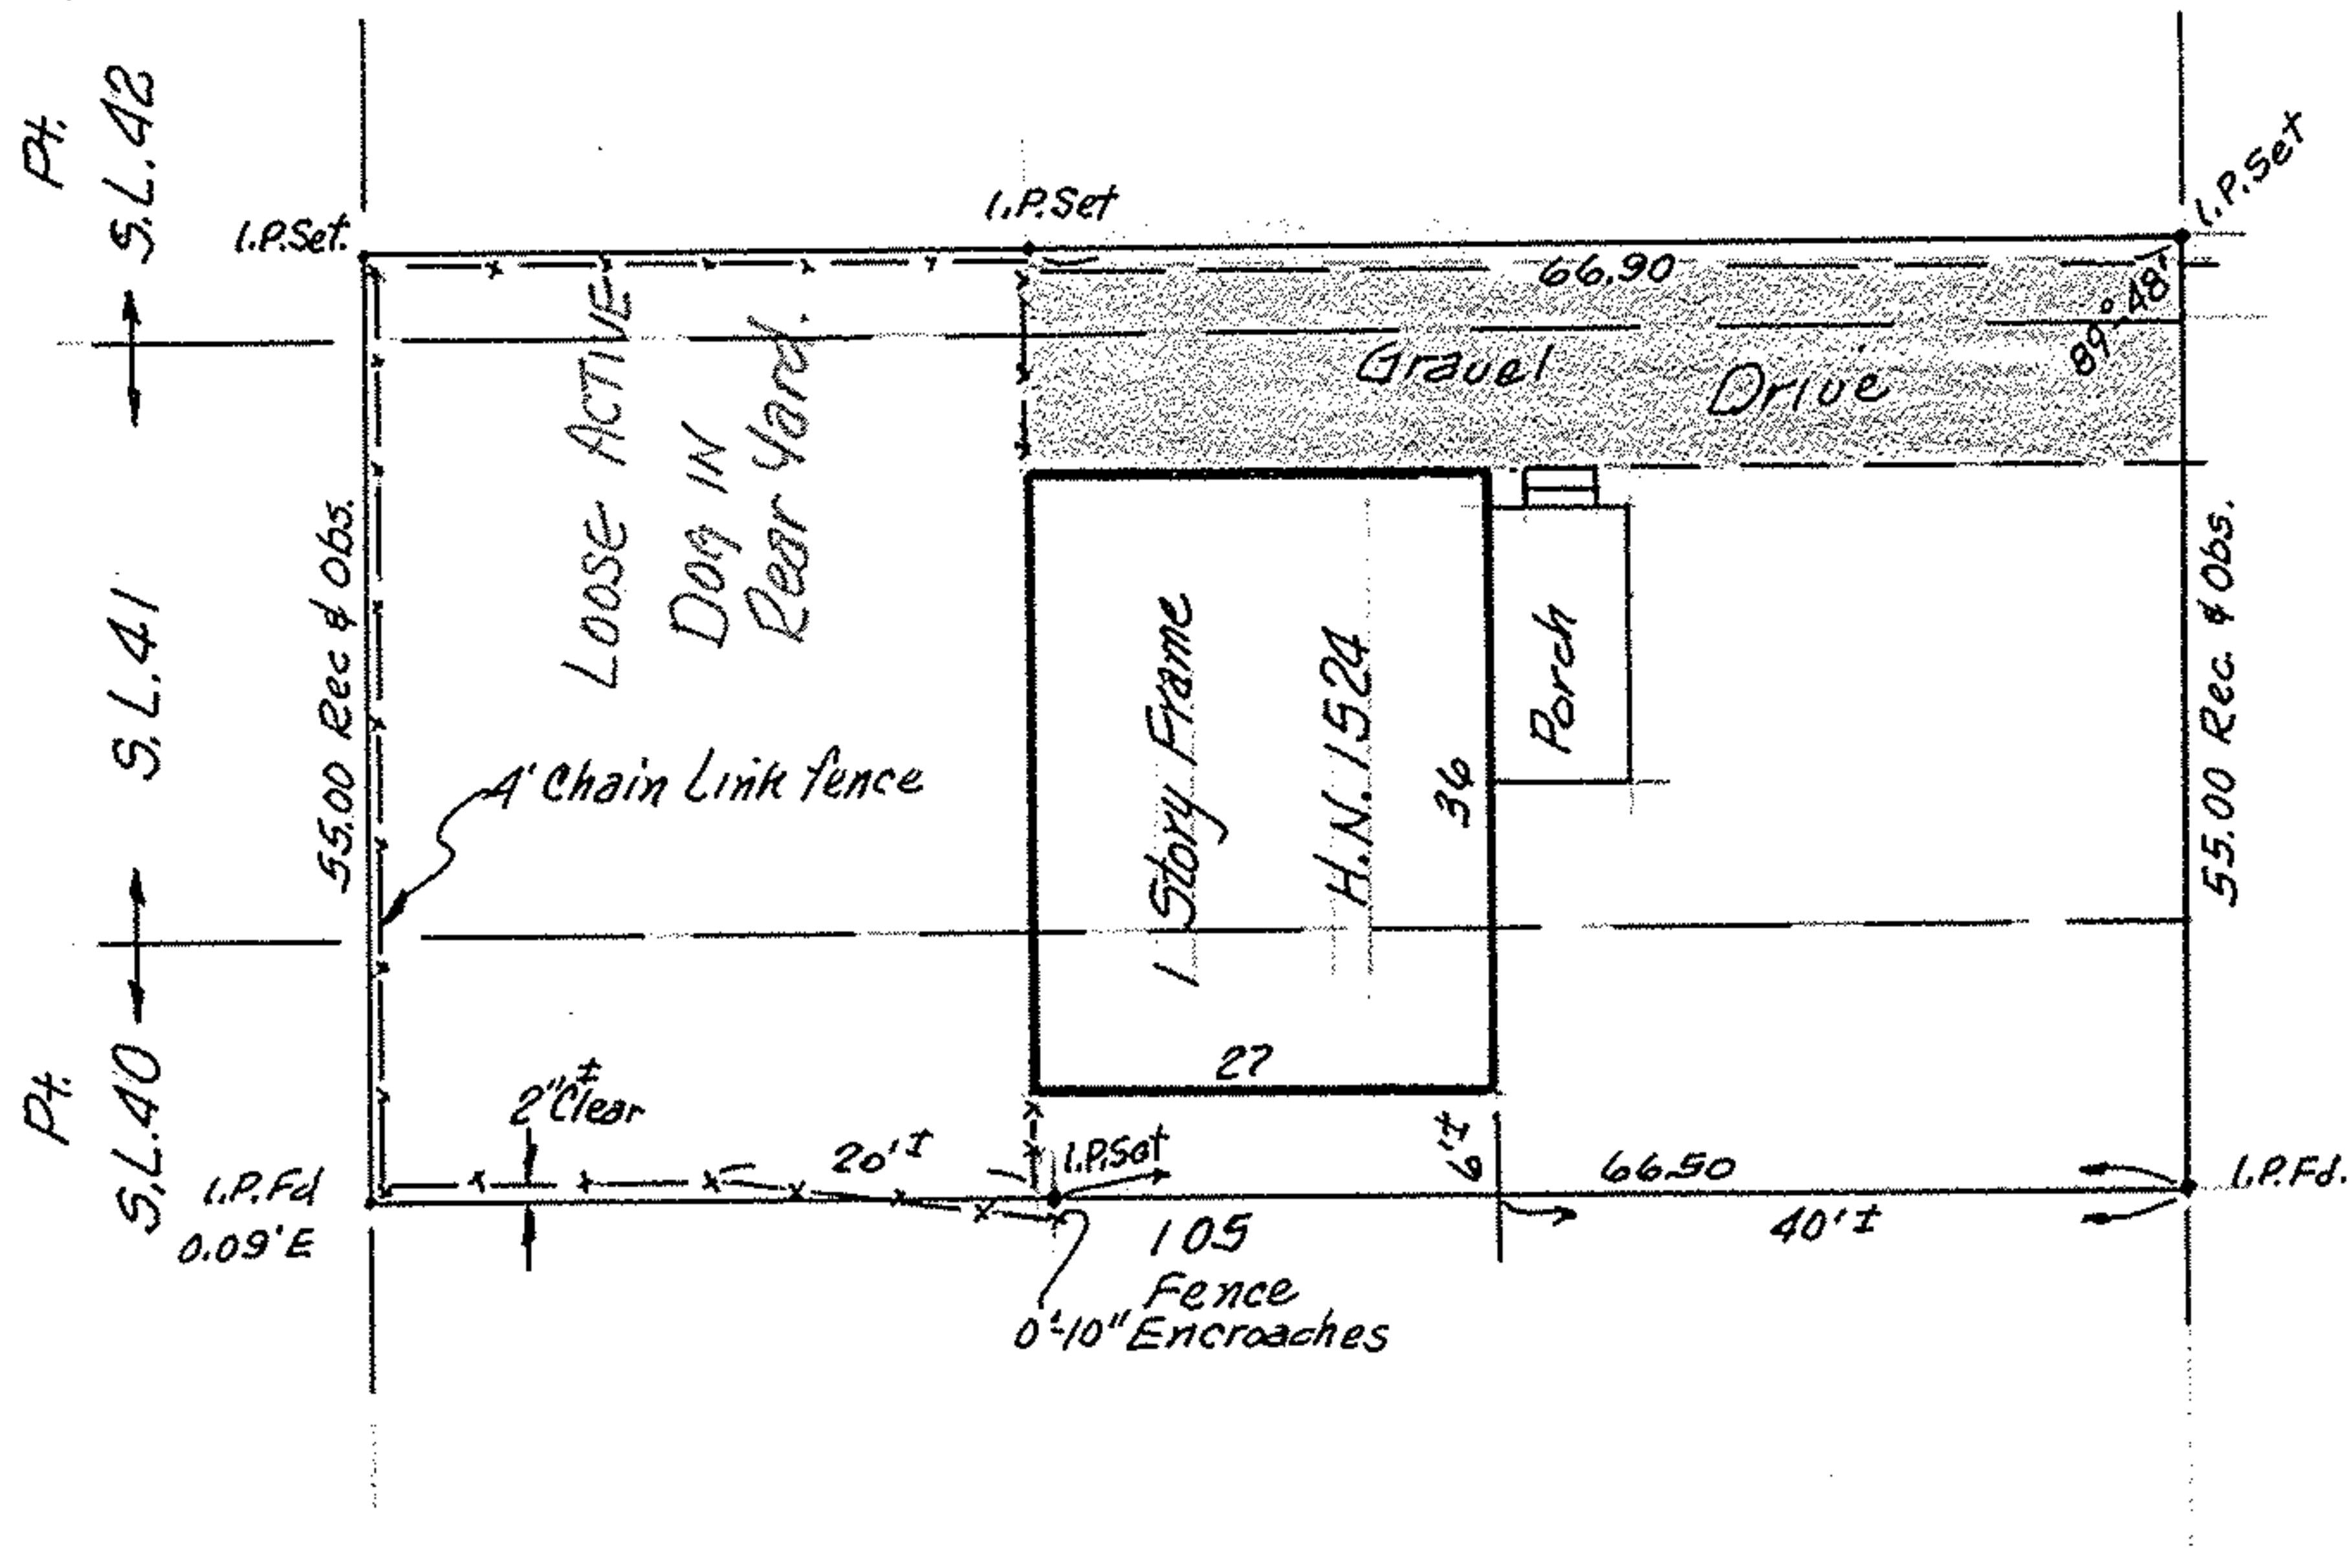 Pt.
S.L.42
S.L.41
Pt.
S.L.40
I.P.Set.
I.P.Set
I.P.Set
66.90
89°-48'
Gravel Drive
LOOSE ACTIVE
DOG IN
Rear Yard.
55.00 Rec & Obs.
55.00 Rec. & Obs.
4' Chain Link fence
1 Story Frame
H.N.1524
36
Porch
27
2"± Clear
20'±
I.P.Set
6'±
66.50
I.P.Fd.
I.P.Fd
0.09'E
105
40'±
Fence
0'-10" Encroaches